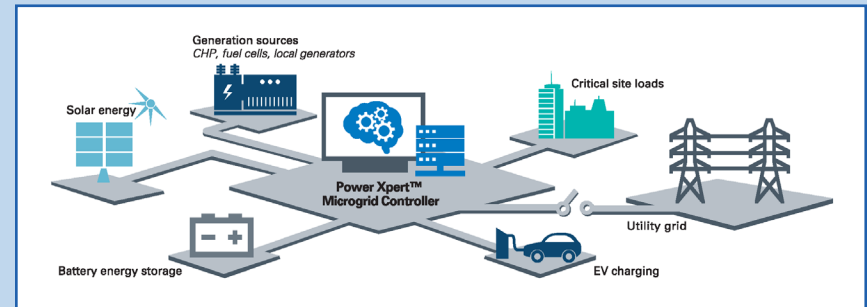 Generation sources
CHP, fuel cells, local generators
Solar energy
Critical site loads
Power Xpert™
Microgrid Controller
Utility grid
Battery energy storage
EV charging